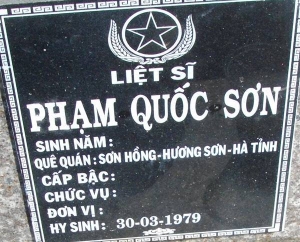 LIỆT SĨ
PHẠM QUỐC SƠN
SINH NĂM :
QUÊ QUÁN : SƠN HỒNG-HƯƠNG SƠN-HÀ TỈNH
CẤP BẬC :
CHỨC VỤ :
ĐƠN VỊ :
HY SINH : 30-03-1979